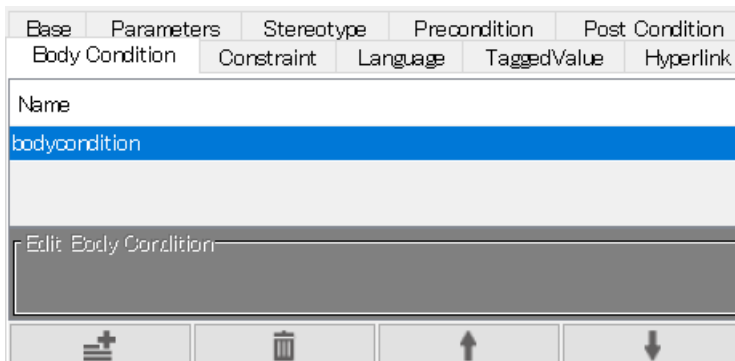 Base Parameters Stereotype Precondition Post Condition
Body Condition Constraint Language TaggedValue Hyperlink
Name
bodycondition
Edit Body Condition